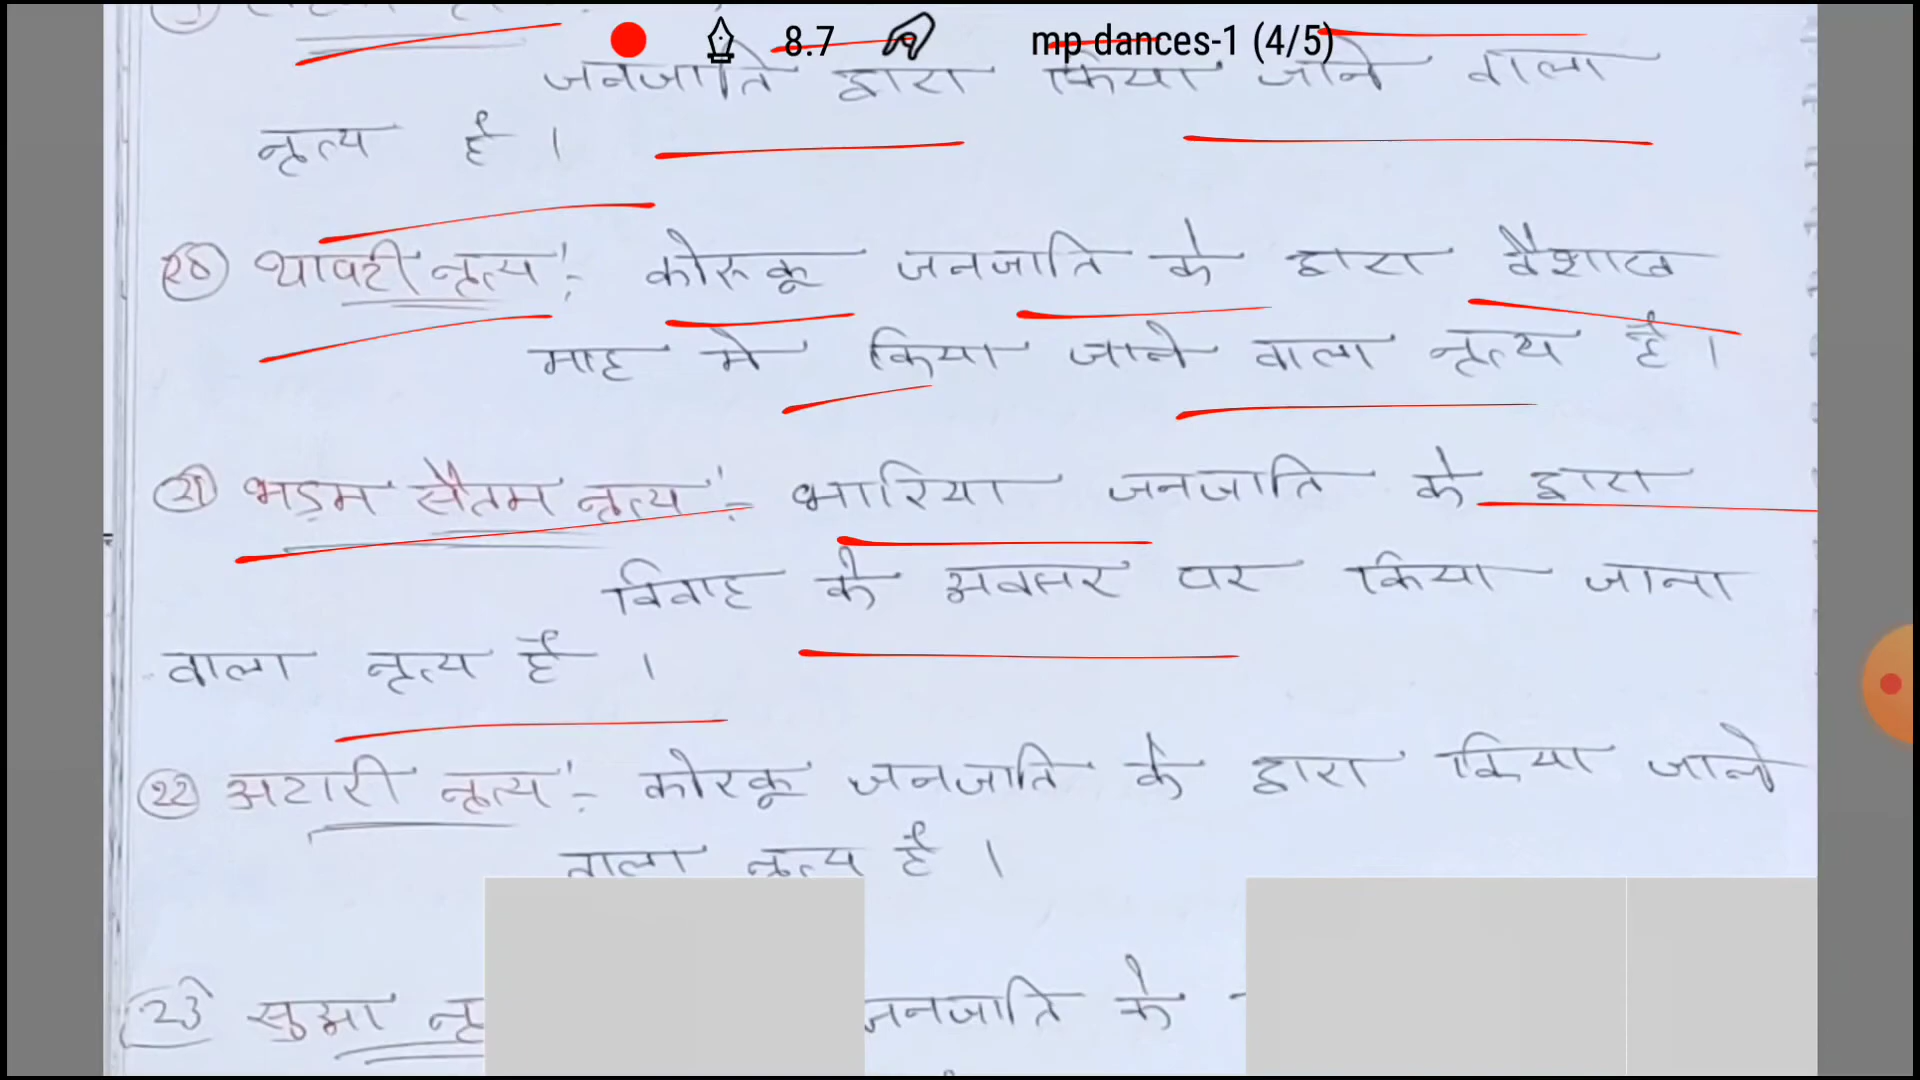 8.7 mp dances-1 (4/5)
जनजाति द्वारा किया जाने वाला
नृत्य है ।
२० थापटी नृत्य :- कोरकू जनजाति के द्वारा वैशाख
माह मे किया जाने वाला नृत्य है ।
21 भड़म सैतम नृत्य :- भारिया जनजाति के द्वारा
विवाह के अवसर पर किया जाना
वाला नृत्य है ।
22 अटारी नृत्य :- कोरकू जनजाति के द्वारा किया जाने
वाला नृत्य है ।
23 सुआ नृ जनजाति के